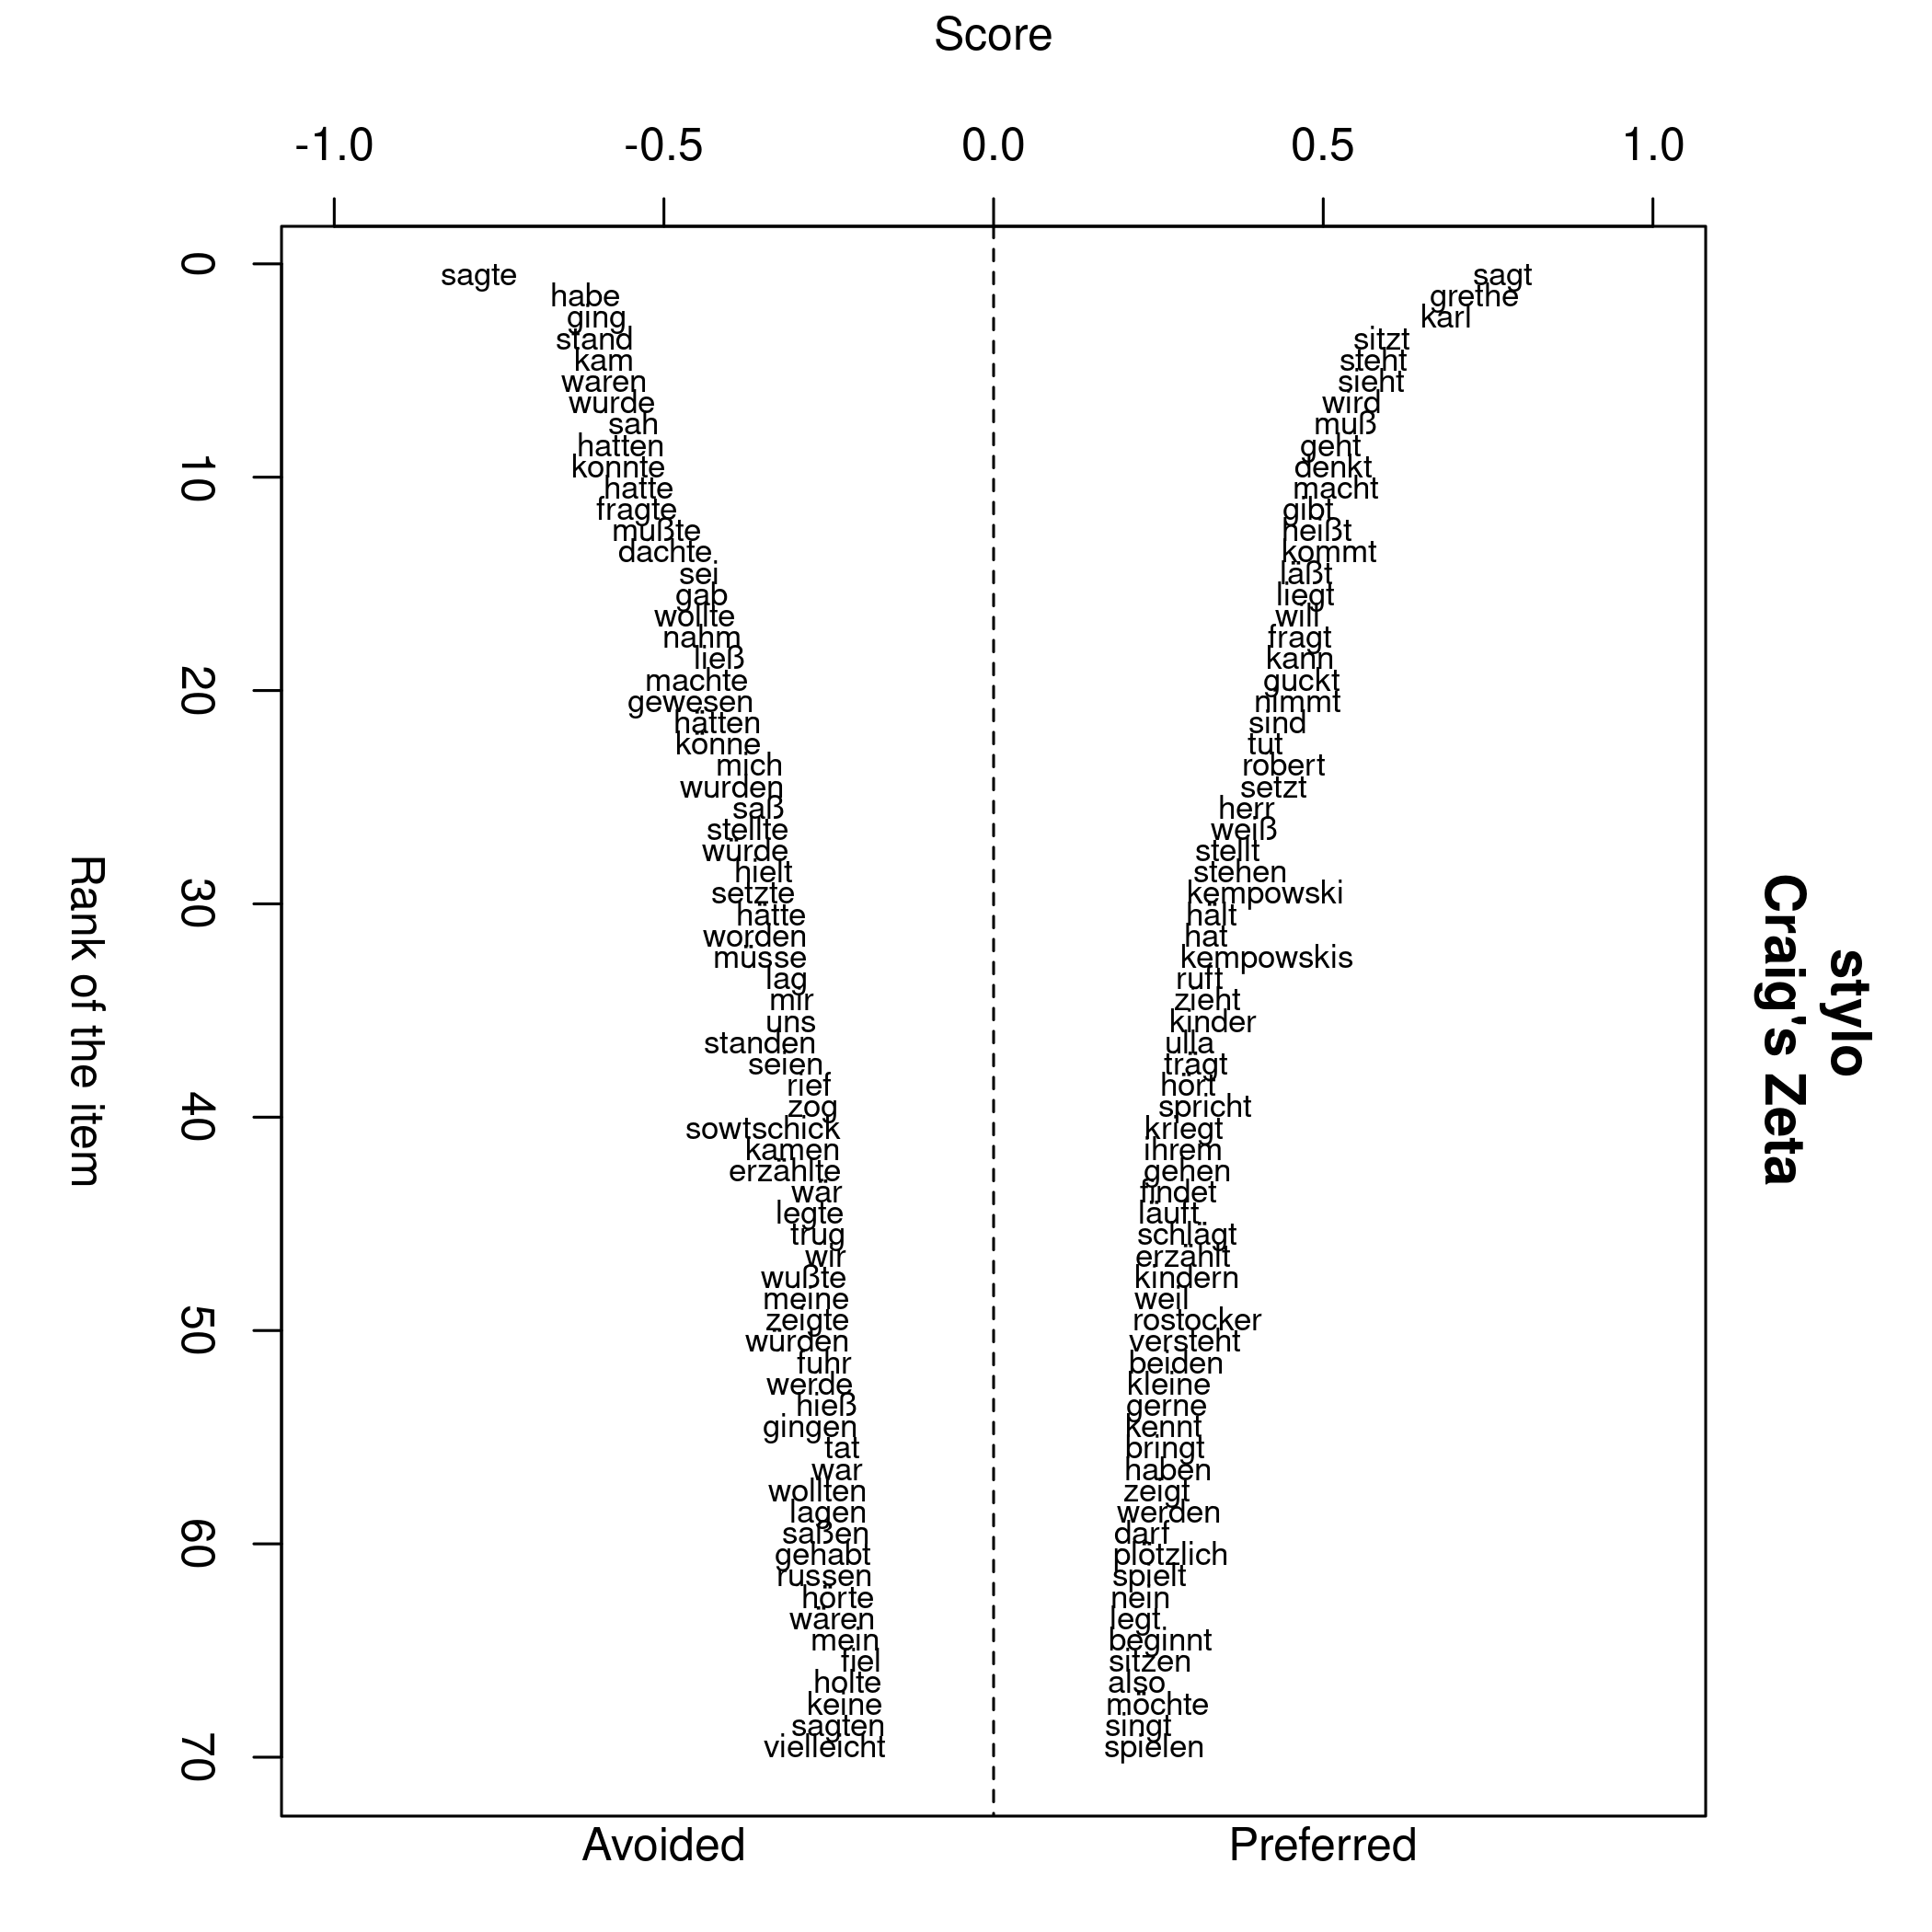 Score
-1.0 -0.5 0.0 0.5 1.0
stylo
Craig's Zeta
Rank of the item
0
10
20
30
40
50
60
70
sagte
habe
ging
stand
kam
waren
wurde
sah
hatten
konnte
hatte
fragte
mußte
dachte
sei
gab
wollte
nahm
ließ
machte
gewesen
hätten
könne
mich
wurden
saß
stellte
würde
hielt
setzte
hätte
worden
müsse
lag
mir
uns
standen
seien
rief
zog
sowtschick
kamen
erzählte
wär
legte
trug
wir
wußte
meine
zeigte
würden
fuhr
werde
hieß
gingen
tat
war
wollten
lagen
saßen
gehabt
russen
hörte
wären
mein
fiel
holte
keine
sagten
vielleicht
sagt
grethe
karl
sitzt
steht
sieht
wird
muß
geht
denkt
macht
gibt
heißt
kommt
läßt
liegt
will
fragt
kann
guckt
nimmt
sind
tut
robert
setzt
herr
weiß
stellt
stehen
kempowski
hält
hat
kempowskis
ruft
zieht
kinder
ulla
trägt
hört
spricht
kriegt
ihrem
gehen
findet
läuft
schlägt
erzählt
kindern
weil
rostocker
versteht
beiden
kleine
gerne
kennt
bringt
haben
zeigt
werden
darf
plötzlich
spielt
nein
legt
beginnt
sitzen
also
möchte
singt
spielen
Avoided Preferred